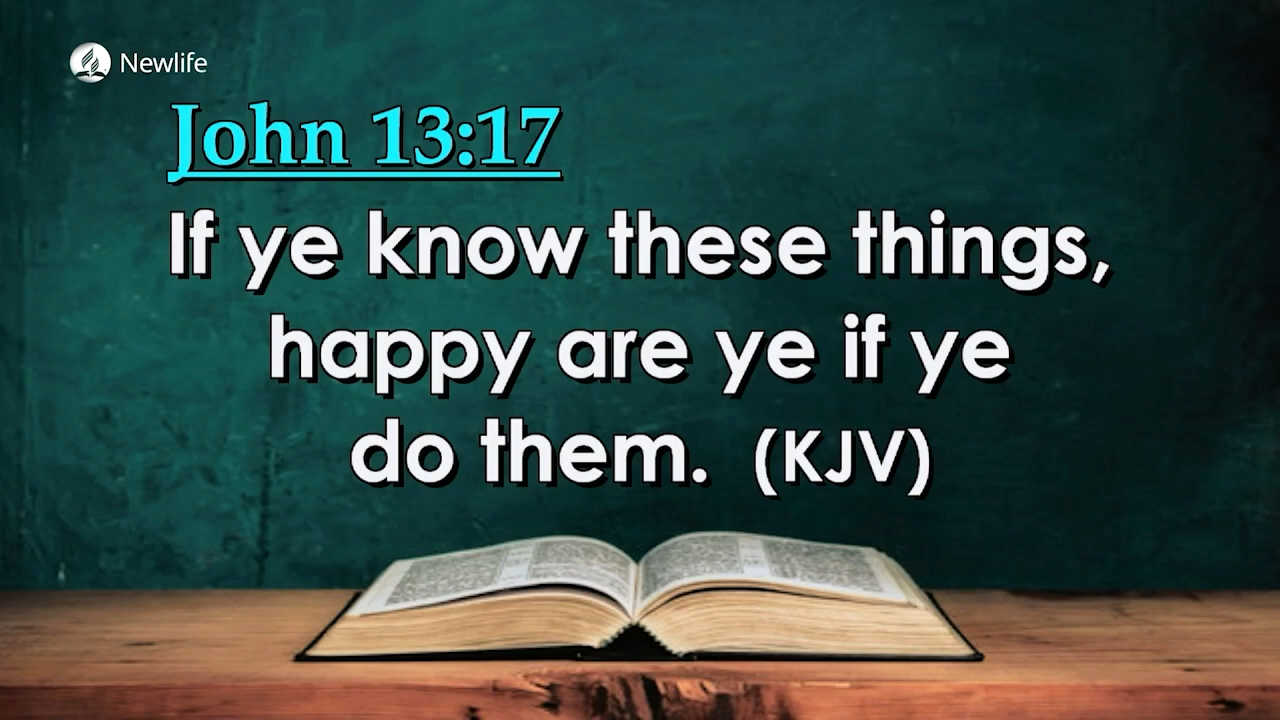 Newlife
John 13:17
If ye know these things,
happy are ye if ye
do them. (KJV)